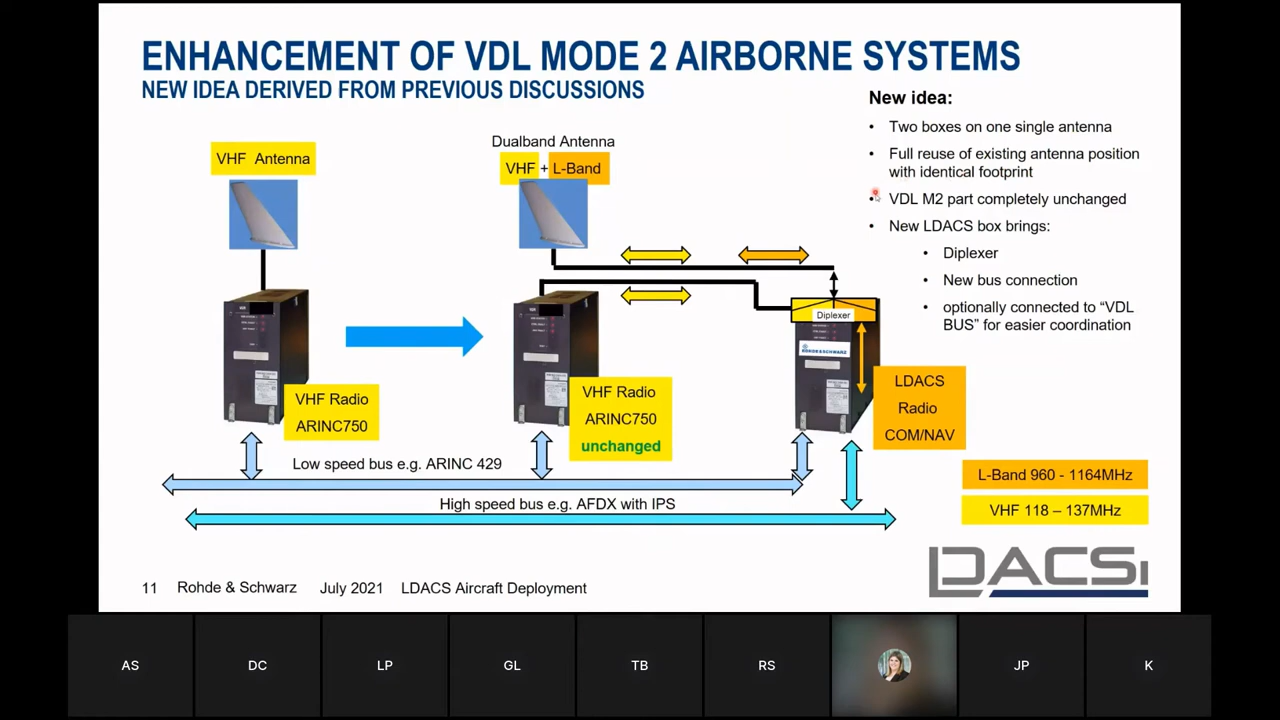 ENHANCEMENT OF VDL MODE 2 AIRBORNE SYSTEMS
NEW IDEA DERIVED FROM PREVIOUS DISCUSSIONS
New idea:
• Two boxes on one single antenna
• Full reuse of existing antenna position
with identical footprint
• VDL M2 part completely unchanged
• New LDACS box brings:
• Diplexer
• New bus connection
• optionally connected to “VDL
BUS” for easier coordination
VHF Antenna
Dualband Antenna
VHF + L-Band
Diplexer
ROHDE&SCHWARZ
VHF Radio
ARINC750
VHF Radio
ARINC750
unchanged
LDACS
Radio
COM/NAV
Low speed bus e.g. ARINC 429
High speed bus e.g. AFDX with IPS
L-Band 960 - 1164MHz
VHF 118 – 137MHz
LDACSi
11 Rohde & Schwarz July 2021 LDACS Aircraft Deployment
AS DC LP GL TB RS JP K